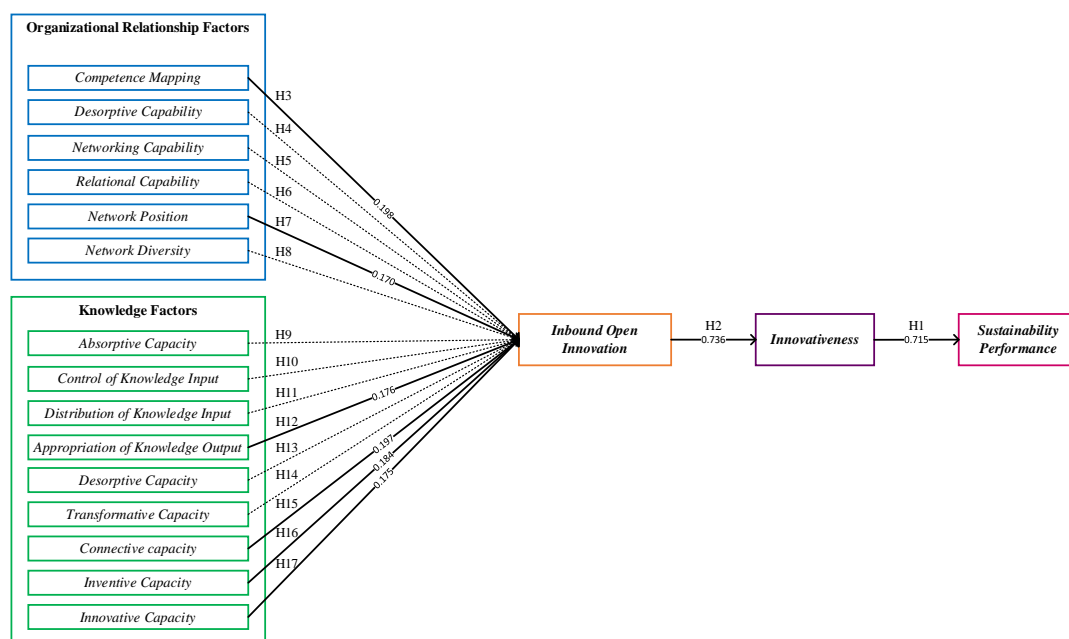 Organizational Relationship Factors
Competence Mapping
H3
Desorptive Capability
H4
Networking Capability
H5
Relational Capability
H6
0.198
Network Position
H7
Network Diversity
H8
0.170
Knowledge Factors
Absorptive Capacity
H9
Control of Knowledge Input
H10
Distribution of Knowledge Input
H11
0.176
Appropriation of Knowledge Output
H12
H13
Desorptive Capacity
H14
Transformative Capacity
H15
0.197
0.184
0.175
Connective capacity
H16
Inventive Capacity
H17
Innovative Capacity
Inbound Open
Innovation
H2
0.736
Innovativeness
H1
0.715
Sustainability
Performance